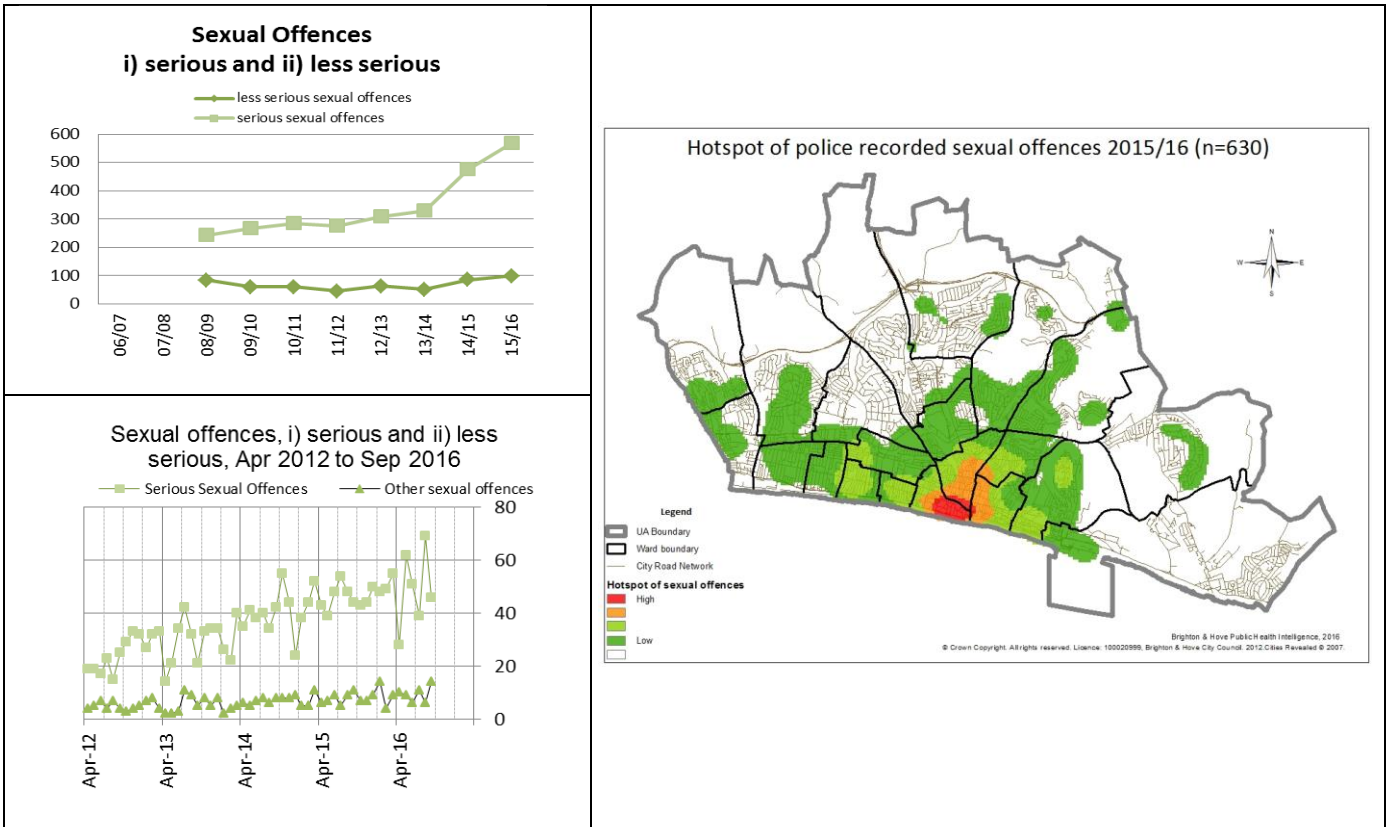 Sexual Offences
i) serious and ii) less serious
less serious sexual offences
serious sexual offences
600
500
400
300
200
100
0
06/07
07/08
08/09
09/10
10/11
11/12
12/13
13/14
14/15
15/16
Sexual offences, i) serious and ii) less
serious, Apr 2012 to Sep 2016
Serious Sexual Offences
Other sexual offences
80
60
40
20
0
Apr-12
Apr-13
Apr-14
Apr-15
Apr-16
Hotspot of police recorded sexual offences 2015/16 (n=630)
N
W
E
S
Legend
UA Boundary
Ward boundary
City Road Network
Hotspot of sexual offences
High
Low
Brighton & Hove Public Health Intelligence, 2016
© Crown Copyright. All rights reserved. Licence: 100020999, Brighton & Hove City Council. 2012.Cities Revealed © 2007.